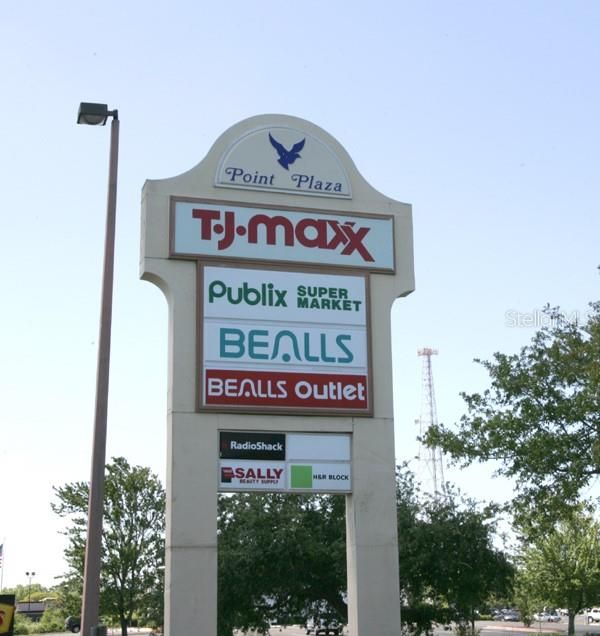 Point Plaza
T•J•maxx
Publix SUPER MARKET
BEALLS
BEALLS Outlet
RadioShack
SALLY
BEAUTY SUPPLY
H&R BLOCK